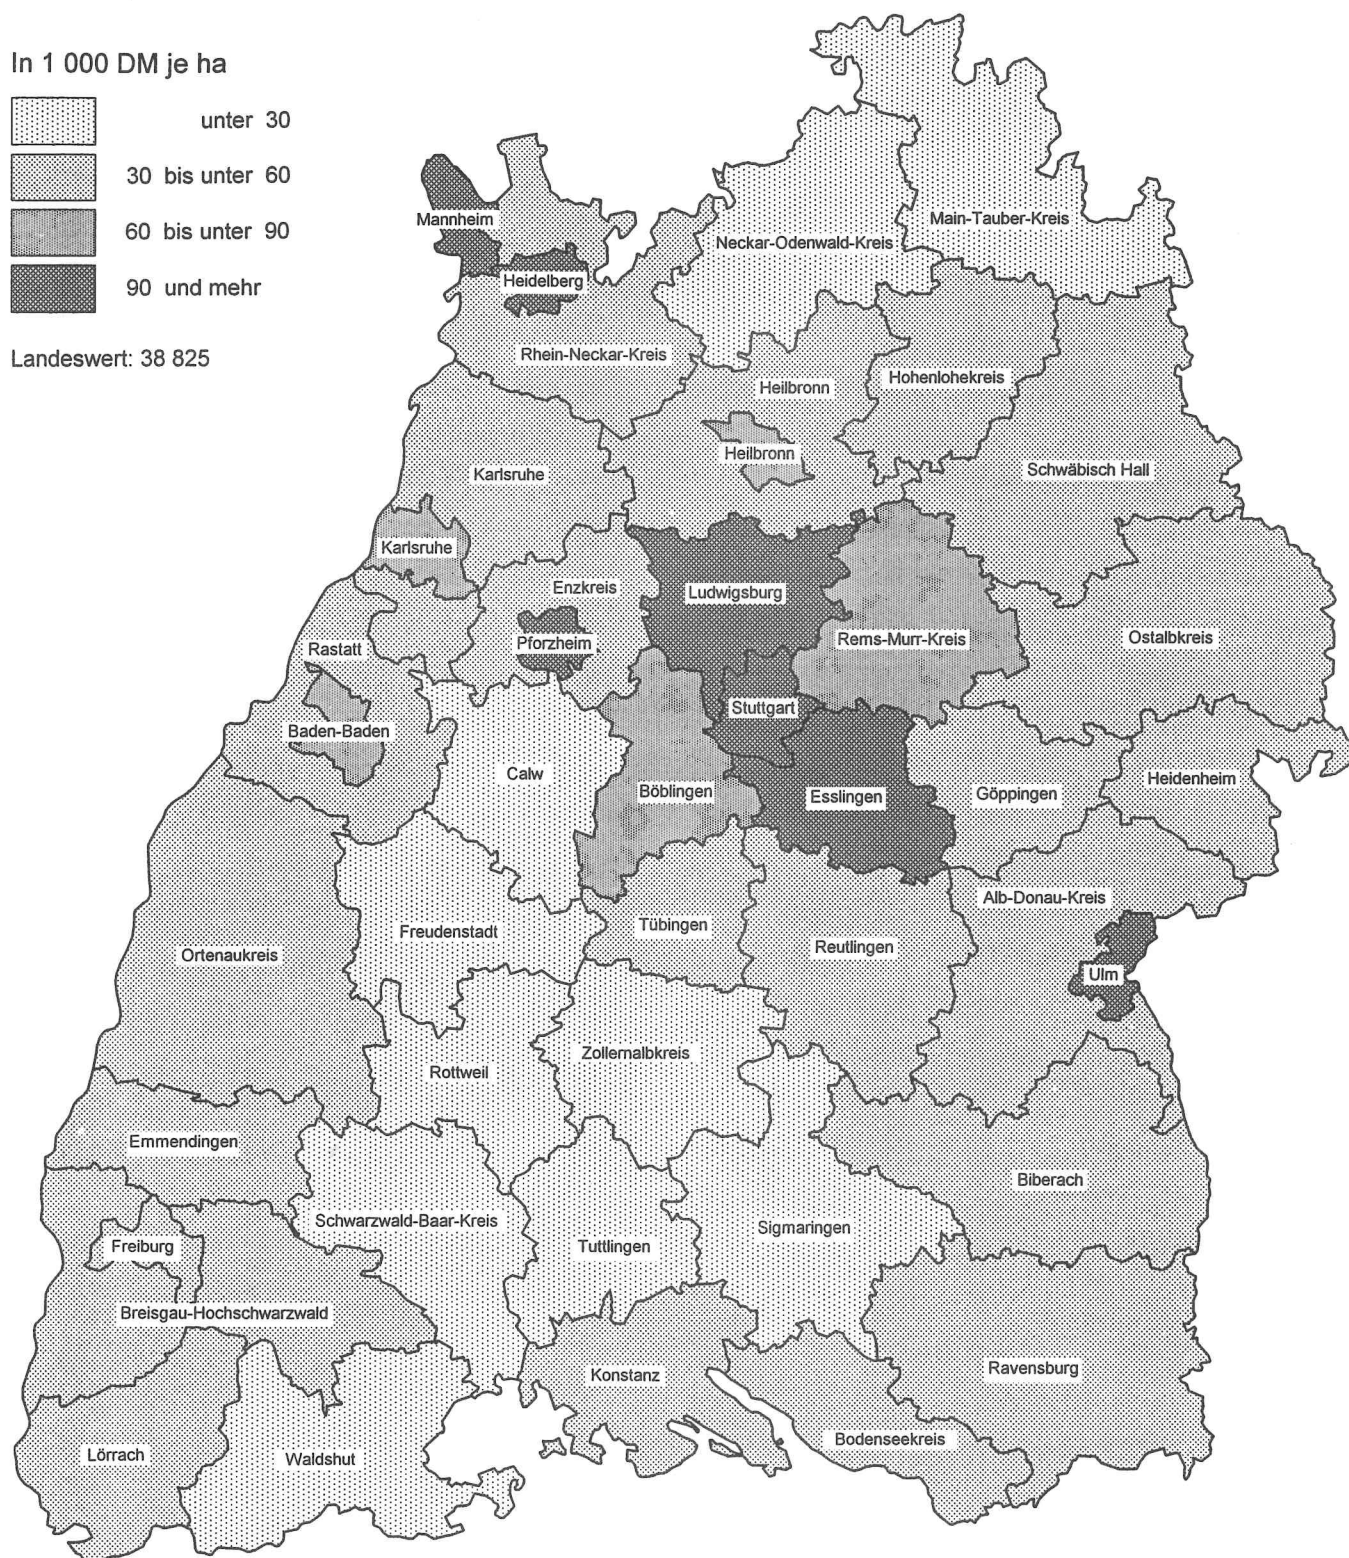 In 1 000 DM je ha
unter 30
30 bis unter 60
60 bis unter 90
90 und mehr
Landeswert: 38 825
Mannheim
Main-Tauber-Kreis
Neckar-Odenwald-Kreis
Heidelberg
Rhein-Neckar-Kreis
Hohenlohekreis
Heilbronn
Heilbronn
Schwäbisch Hall
Karlsruhe
Karlsruhe
Enzkreis
Ludwigsburg
Pforzheim
Rems-Murr-Kreis
Ostalbkreis
Rastatt
Stuttgart
Baden-Baden
Calw
Böblingen
Esslingen
Göppingen
Heidenheim
Alb-Donau-Kreis
Freudenstadt
Tübingen
Reutlingen
Ortenaukreis
Ulm
Zollernalbkreis
Rottweil
Emmendingen
Biberach
Schwarzwald-Baar-Kreis
Tuttlingen
Sigmaringen
Freiburg
Breisgau-Hochschwarzwald
Konstanz
Ravensburg
Bodenseekreis
Lörrach
Waldshut